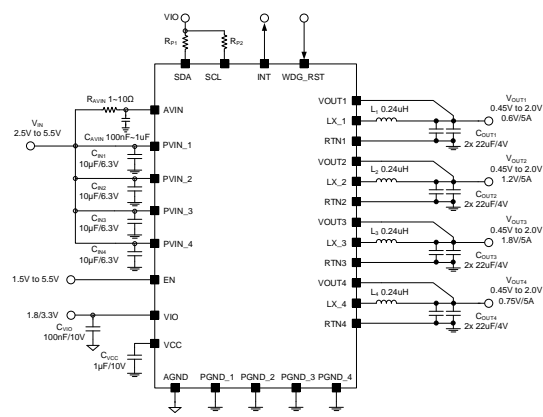 VIO
RP1
RP2
SDA
SCL
INT
WDG_RST
RAVIN 1~10Ω
AVIN
CAVIN 100nF~1uF
VIN
2.5V to 5.5V
CIN1
10µF/6.3V
PVIN_1
CIN2
10µF/6.3V
PVIN_2
CIN3
10µF/6.3V
PVIN_3
CIN4
10µF/6.3V
PVIN_4
1.5V to 5.5V
EN
1.8/3.3V
VIO
CVIO
100nF/10V
VCC
CVCC
1µF/10V
AGND
PGND_1
PGND_2
PGND_3
PGND_4
VOUT1
L1 0.24uH
LX_1
RTN1
COUT1
2x 22uF/4V
VOUT1
0.45V to 2.0V
0.6V/5A
VOUT2
L2 0.24uH
LX_2
RTN2
COUT2
2x 22uF/4V
VOUT2
0.45V to 2.0V
1.2V/5A
VOUT3
L3 0.24uH
LX_3
RTN3
COUT3
2x 22uF/4V
VOUT3
0.45V to 2.0V
1.8V/5A
VOUT4
L4 0.24uH
LX_4
RTN4
COUT4
2x 22uF/4V
VOUT4
0.45V to 2.0V
0.75V/5A